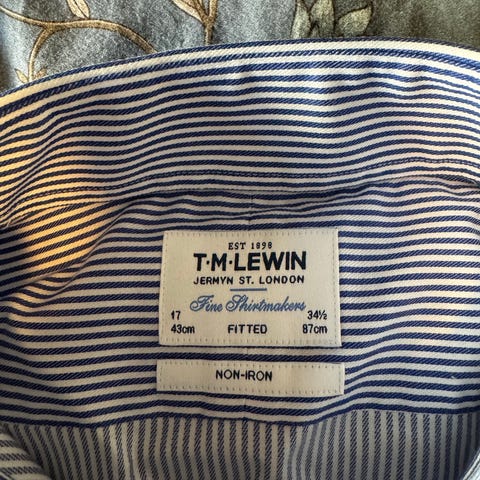 EST 1898
T·M·LEWIN
JERMYN ST. LONDON
Fine Shirtmakers
17 34½
43cm FITTED 87cm
NON-IRON